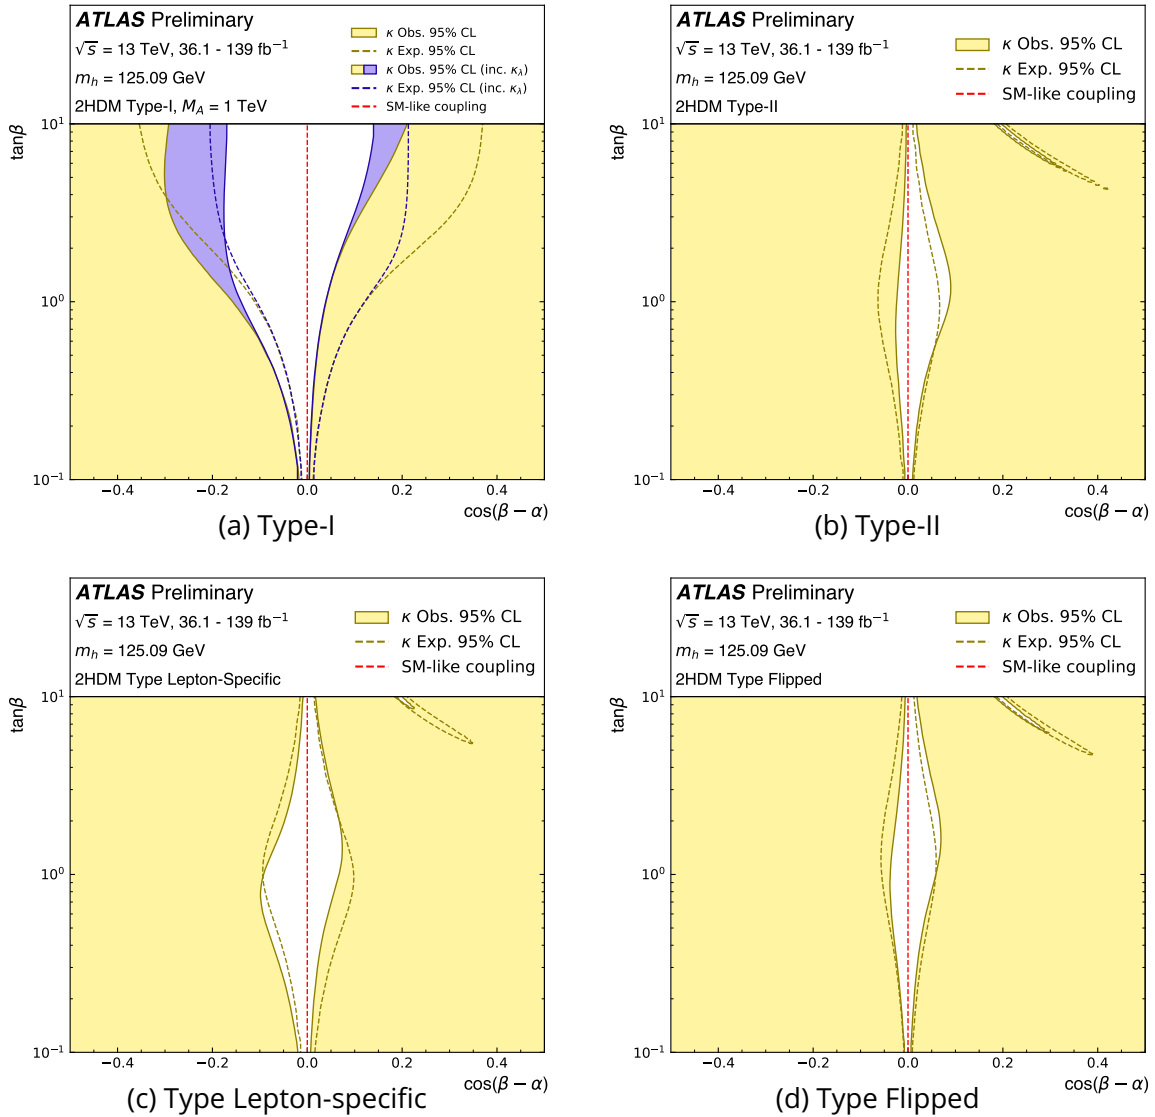 ATLAS Preliminary
√s = 13 TeV, 36.1 - 139 fb⁻¹
m_h = 125.09 GeV
2HDM Type-I, M_A = 1 TeV
κ Obs. 95% CL
κ Exp. 95% CL
κ Obs. 95% CL (inc. κ_λ)
κ Exp. 95% CL (inc. κ_λ)
SM-like coupling
tanβ
10¹
10⁰
10⁻¹
−0.4 −0.2 0.0 0.2 0.4
cos(β − α)
(a) Type-I
ATLAS Preliminary
√s = 13 TeV, 36.1 - 139 fb⁻¹
m_h = 125.09 GeV
2HDM Type-II
κ Obs. 95% CL
κ Exp. 95% CL
SM-like coupling
tanβ
10¹
10⁰
10⁻¹
−0.4 −0.2 0.0 0.2 0.4
cos(β − α)
(b) Type-II
ATLAS Preliminary
√s = 13 TeV, 36.1 - 139 fb⁻¹
m_h = 125.09 GeV
2HDM Type Lepton-Specific
κ Obs. 95% CL
κ Exp. 95% CL
SM-like coupling
tanβ
10¹
10⁰
10⁻¹
−0.4 −0.2 0.0 0.2 0.4
cos(β − α)
(c) Type Lepton-specific
ATLAS Preliminary
√s = 13 TeV, 36.1 - 139 fb⁻¹
m_h = 125.09 GeV
2HDM Type Flipped
κ Obs. 95% CL
κ Exp. 95% CL
SM-like coupling
tanβ
10¹
10⁰
10⁻¹
−0.4 −0.2 0.0 0.2 0.4
cos(β − α)
(d) Type Flipped